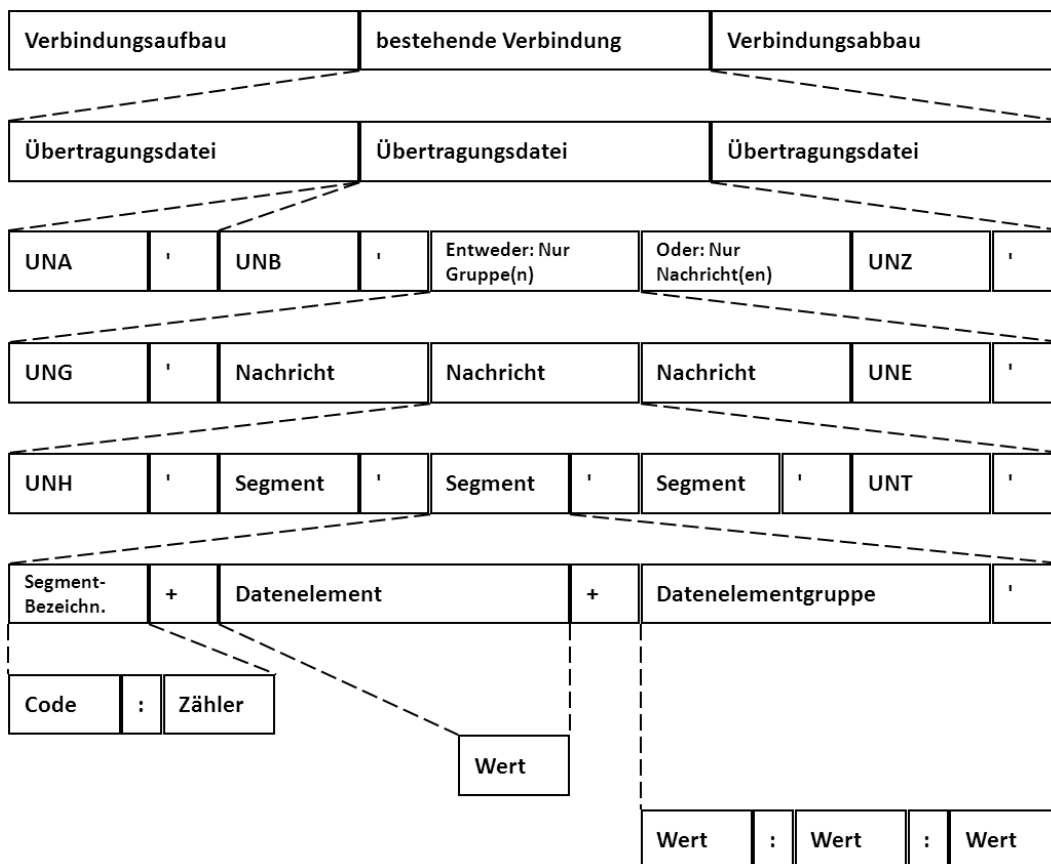 Verbindungsaufbau bestehende Verbindung Verbindungsabbau
Übertragungsdatei Übertragungsdatei Übertragungsdatei
UNA ' UNB ' Entweder: Nur Gruppe(n) Oder: Nur Nachricht(en) UNZ '
UNG ' Nachricht Nachricht Nachricht UNE '
UNH ' Segment ' Segment ' Segment ' UNT '
Segment-
Bezeichn. + Datenelement + Datenelementgruppe '
Code : Zähler
Wert
Wert : Wert : Wert